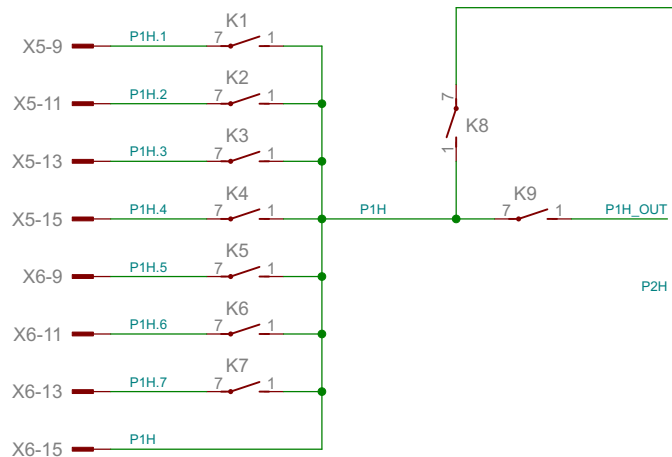 X5-9 P1H.1 7 K1 1
X5-11 P1H.2 7 K2 1
X5-13 P1H.3 7 K3 1
7 K8 1
X5-15 P1H.4 7 K4 1 P1H 7 K9 1 P1H_OUT
X6-9 P1H.5 7 K5 1
P2H
X6-11 P1H.6 7 K6 1
X6-13 P1H.7 7 K7 1
X6-15 P1H